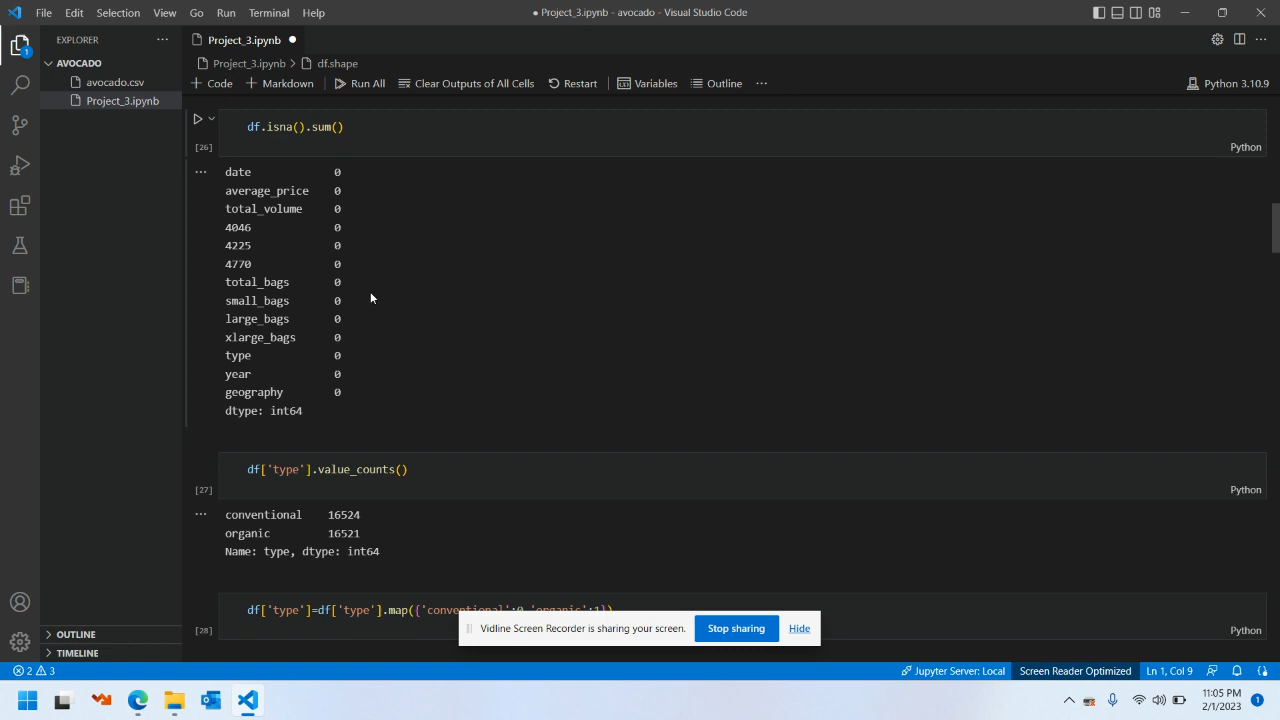 File Edit Selection View Go Run Terminal Help
● Project_3.ipynb - avocado - Visual Studio Code
EXPLORER
Project_3.ipynb
AVOCADO
avocado.csv
Project_3.ipynb
Project_3.ipynb > df.shape
+ Code + Markdown Run All Clear Outputs of All Cells Restart Variables Outline ...
Python 3.10.9
df.isna().sum()
[26]
Python
date 0
average_price 0
total_volume 0
4046 0
4225 0
4770 0
total_bags 0
small_bags 0
large_bags 0
xlarge_bags 0
type 0
year 0
geography 0
dtype: int64
df['type'].value_counts()
[27]
Python
conventional 16524
organic 16521
Name: type, dtype: int64
df['type']=df['type'].map({'conventional':0,'organic':1})
[28]
Python
Vidline Screen Recorder is sharing your screen. Stop sharing Hide
OUTLINE
TIMELINE
2 3
Jupyter Server: Local Screen Reader Optimized Ln 1, Col 9
11:05 PM
2/1/2023
1
1